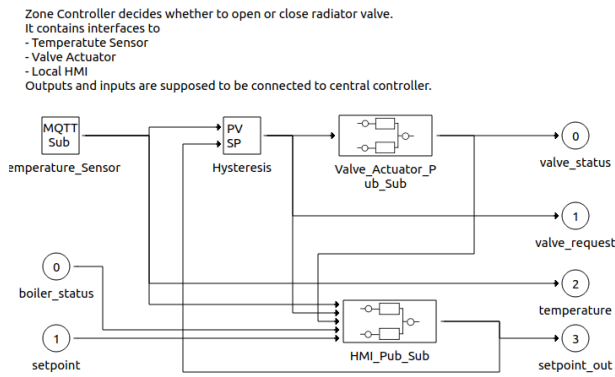 Zone Controller decides whether to open or close radiator valve.
It contains interfaces to
- Temperatute Sensor
- Valve Actuator
- Local HMI
Outputs and inputs are supposed to be connected to central controller.
MQTT
Sub
emperature_Sensor
PV
SP
Hysteresis
Valve_Actuator_P
ub_Sub
0
valve_status
1
valve_request
0
boiler_status
2
temperature
1
setpoint
HMI_Pub_Sub
3
setpoint_out